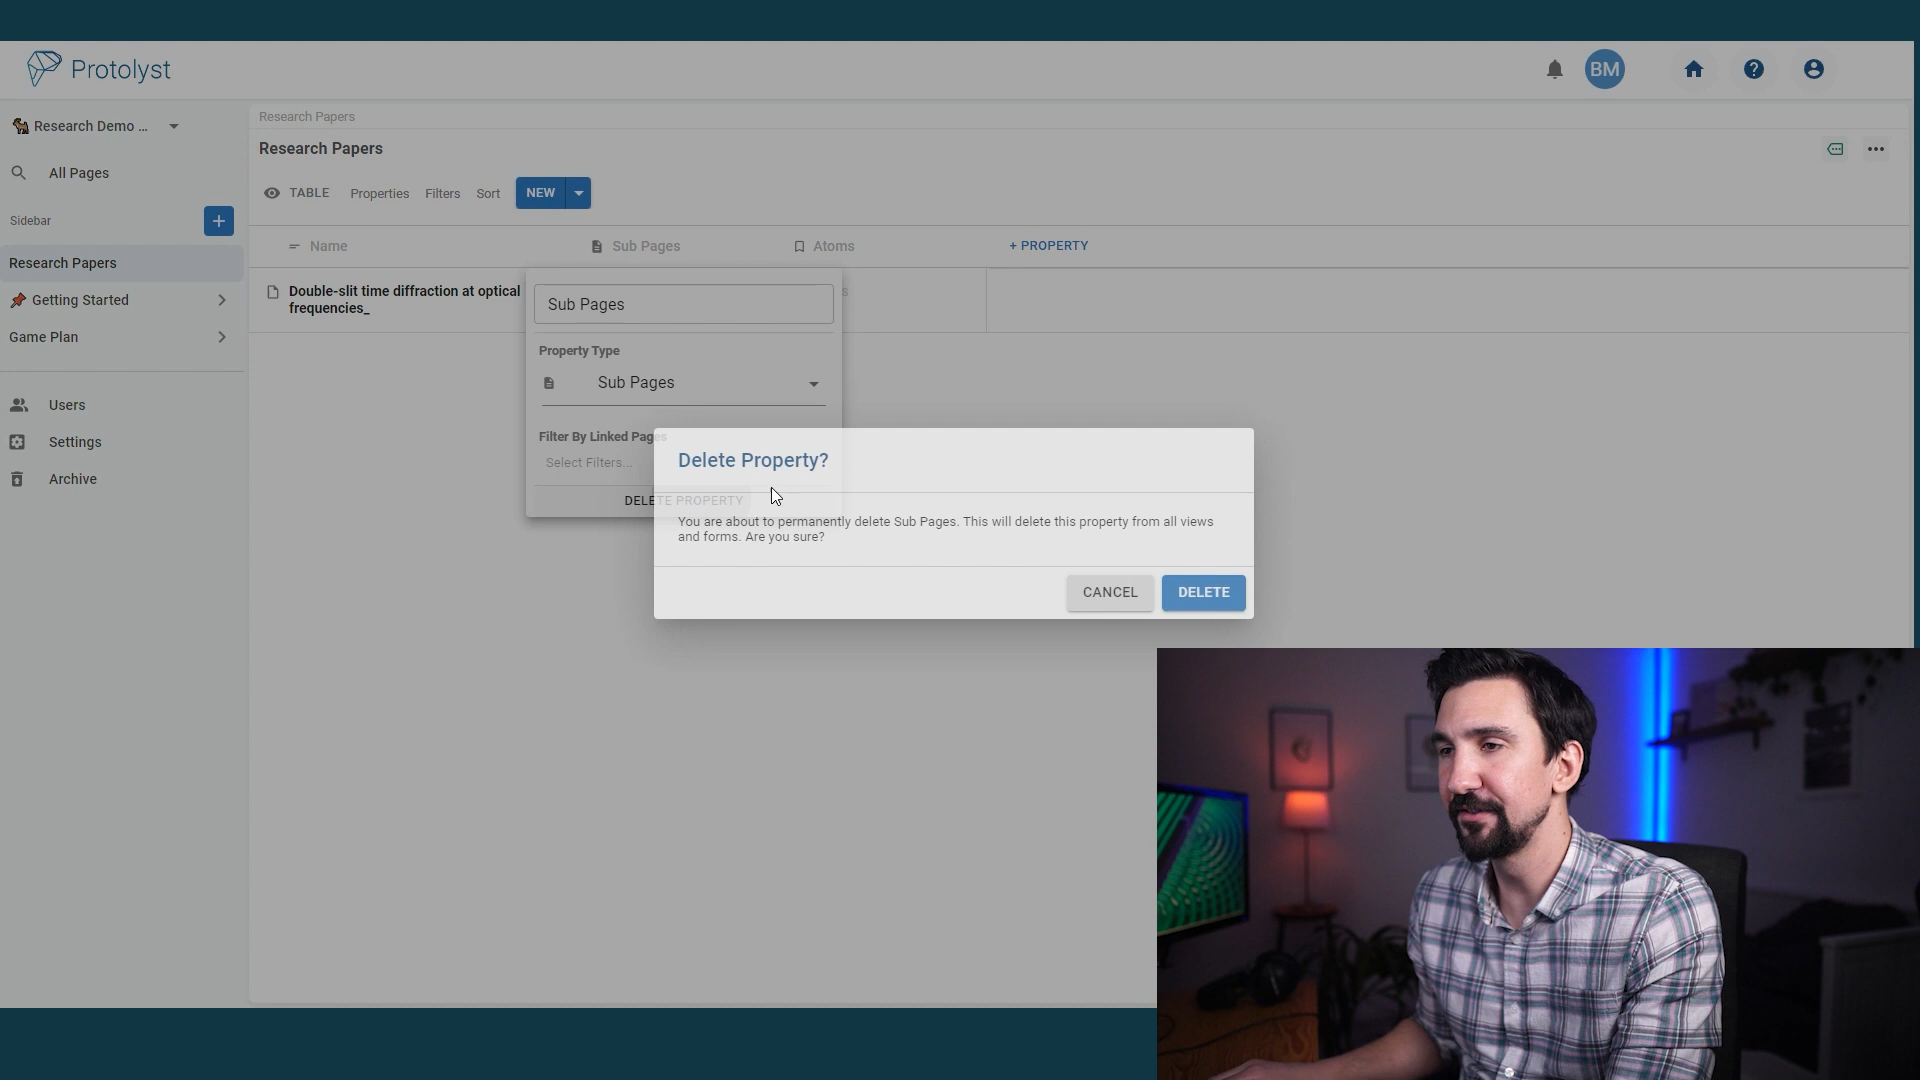 Protolyst
BM
Research Demo ...
All Pages
Sidebar
Research Papers
Getting Started
Game Plan
Users
Settings
Archive
Research Papers
Research Papers
TABLE Properties Filters Sort NEW
Name Sub Pages Atoms + PROPERTY
Double-slit time diffraction at optical
frequencies_
Sub Pages
Property Type
Sub Pages
Filter By Linked Pages
Select Filters...
DELETE PROPERTY
Delete Property?
You are about to permanently delete Sub Pages. This will delete this property from all views
and forms. Are you sure?
CANCEL DELETE